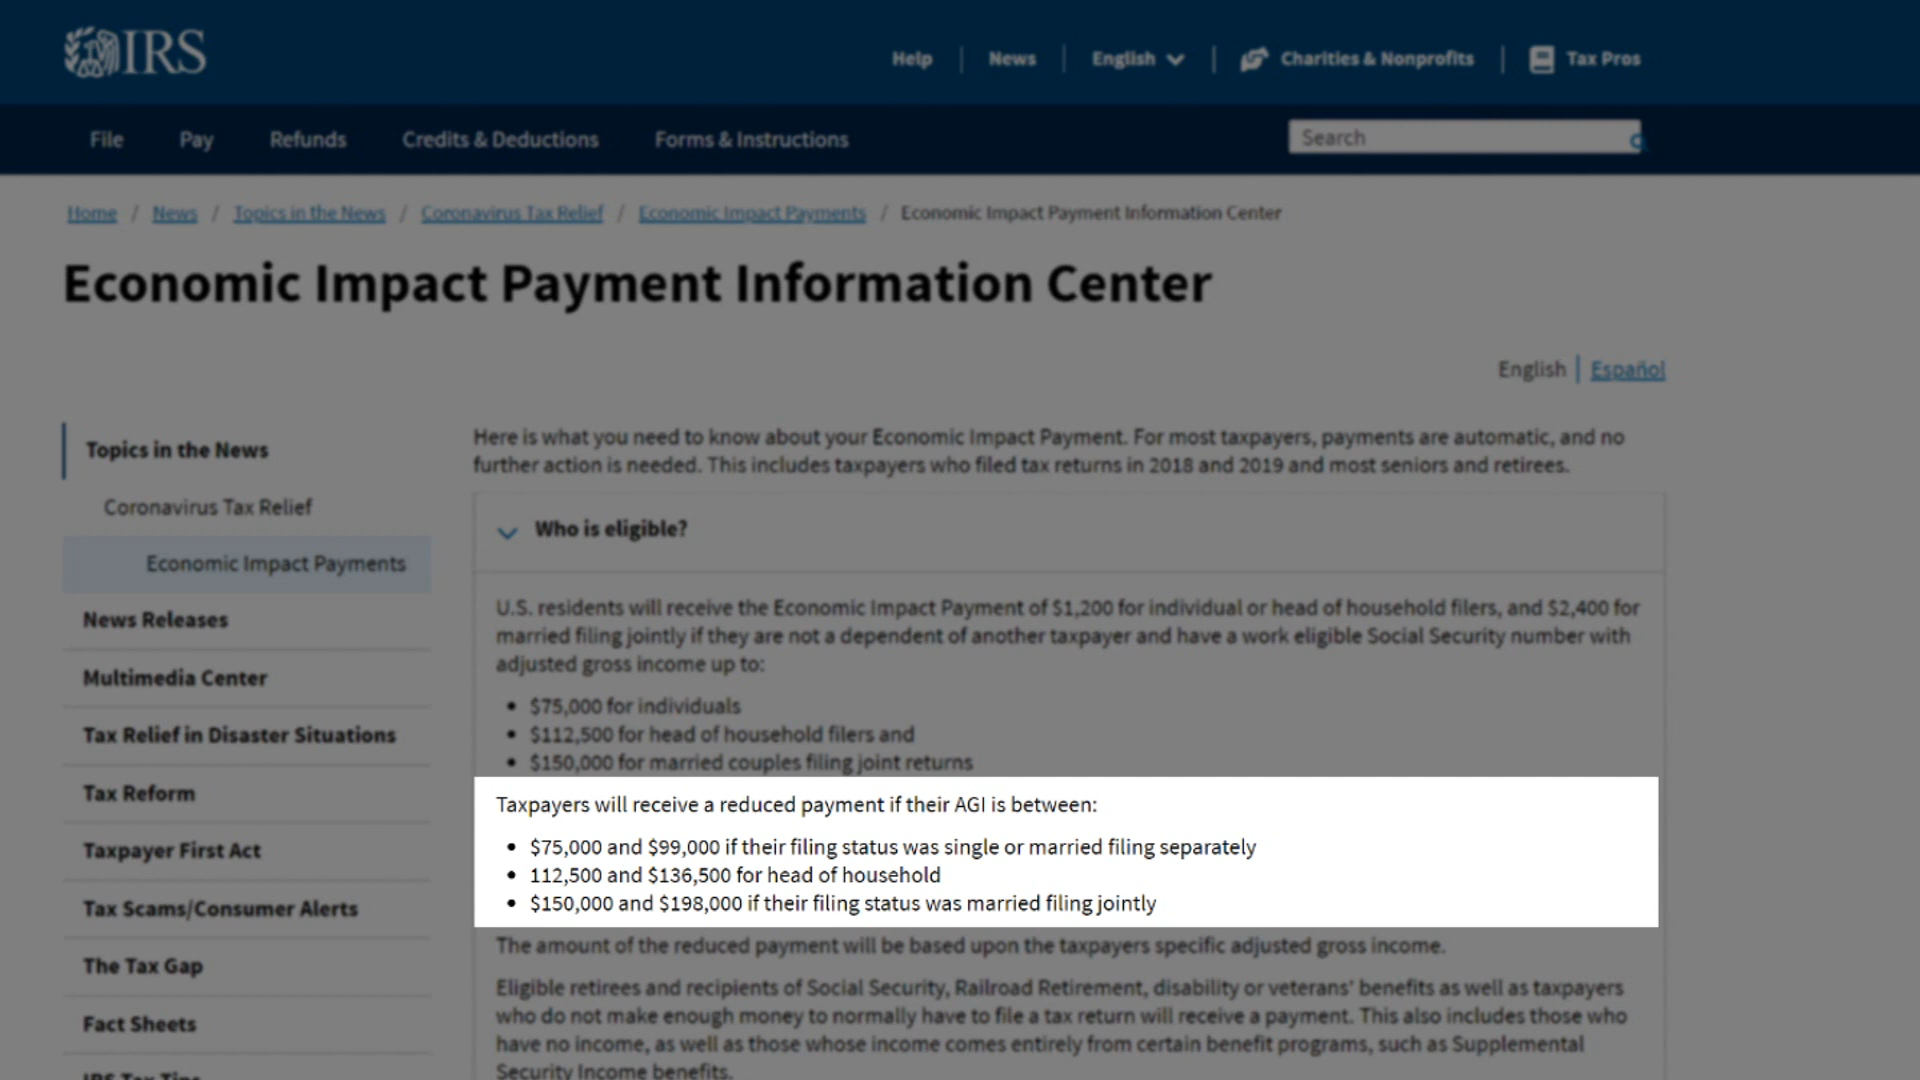 IRS
Help
News
English
Charities & Nonprofits
Tax Pros
File
Pay
Refunds
Credits & Deductions
Forms & Instructions
Search
Home / News / Topics in the News / Coronavirus Tax Relief / Economic Impact Payments / Economic Impact Payment Information Center
Economic Impact Payment Information Center
English | Español
Topics in the News
Coronavirus Tax Relief
Economic Impact Payments
News Releases
Multimedia Center
Tax Relief in Disaster Situations
Tax Reform
Taxpayer First Act
Tax Scams/Consumer Alerts
The Tax Gap
Fact Sheets
IRS Tax Tips
Here is what you need to know about your Economic Impact Payment. For most taxpayers, payments are automatic, and no
further action is needed. This includes taxpayers who filed tax returns in 2018 and 2019 and most seniors and retirees.
Who is eligible?
U.S. residents will receive the Economic Impact Payment of $1,200 for individual or head of household filers, and $2,400 for
married filing jointly if they are not a dependent of another taxpayer and have a work eligible Social Security number with
adjusted gross income up to:
• $75,000 for individuals
• $112,500 for head of household filers and
• $150,000 for married couples filing joint returns
Taxpayers will receive a reduced payment if their AGI is between:
• $75,000 and $99,000 if their filing status was single or married filing separately
• 112,500 and $136,500 for head of household
• $150,000 and $198,000 if their filing status was married filing jointly
The amount of the reduced payment will be based upon the taxpayers specific adjusted gross income.
Eligible retirees and recipients of Social Security, Railroad Retirement, disability or veterans' benefits as well as taxpayers
who do not make enough money to normally have to file a tax return will receive a payment. This also includes those who
have no income, as well as those whose income comes entirely from certain benefit programs, such as Supplemental
Security Income benefits.